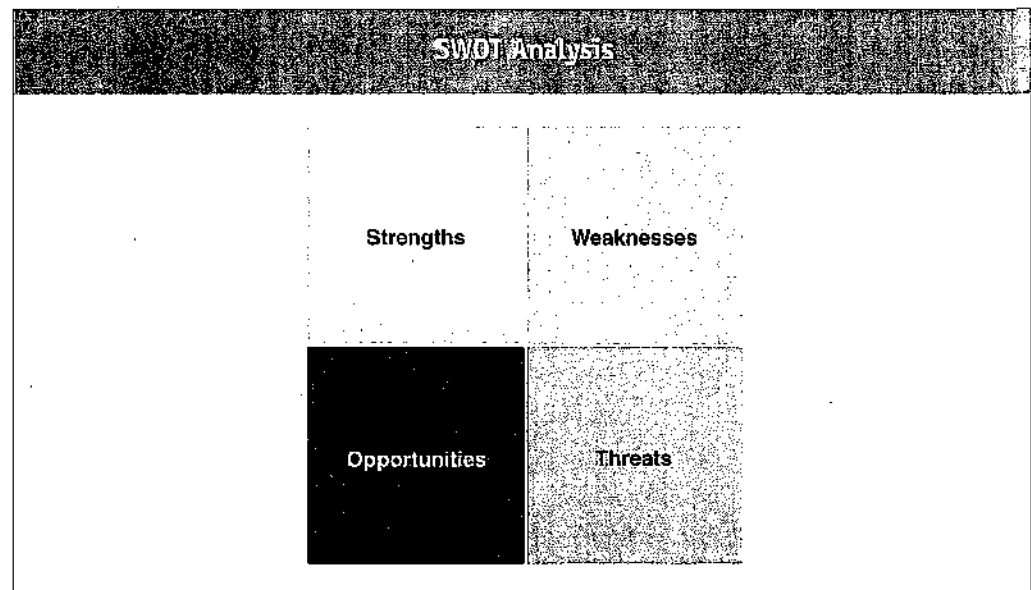 SWOT Analysis
Strengths
Weaknesses
Opportunities
Threats